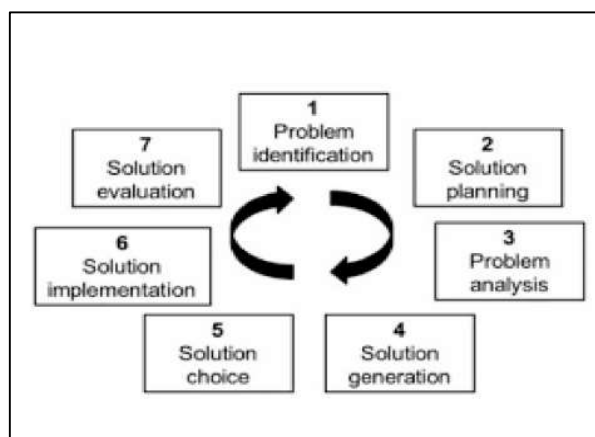 1
Problem
identification
2
Solution
planning
3
Problem
analysis
4
Solution
generation
5
Solution
choice
6
Solution
implementation
7
Solution
evaluation